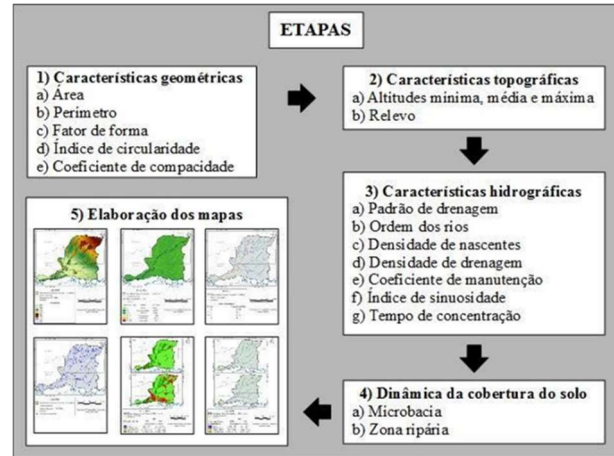 ETAPAS
1) Características geométricas
a) Área
b) Perímetro
c) Fator de forma
d) Índice de circularidade
e) Coeficiente de compacidade
2) Características topográficas
a) Altitudes mínima, média e máxima
b) Relevo
3) Características hidrográficas
a) Padrão de drenagem
b) Ordem dos rios
c) Densidade de nascentes
d) Densidade de drenagem
e) Coeficiente de manutenção
f) Índice de sinuosidade
g) Tempo de concentração
4) Dinâmica da cobertura do solo
a) Microbacia
b) Zona ripária
5) Elaboração dos mapas